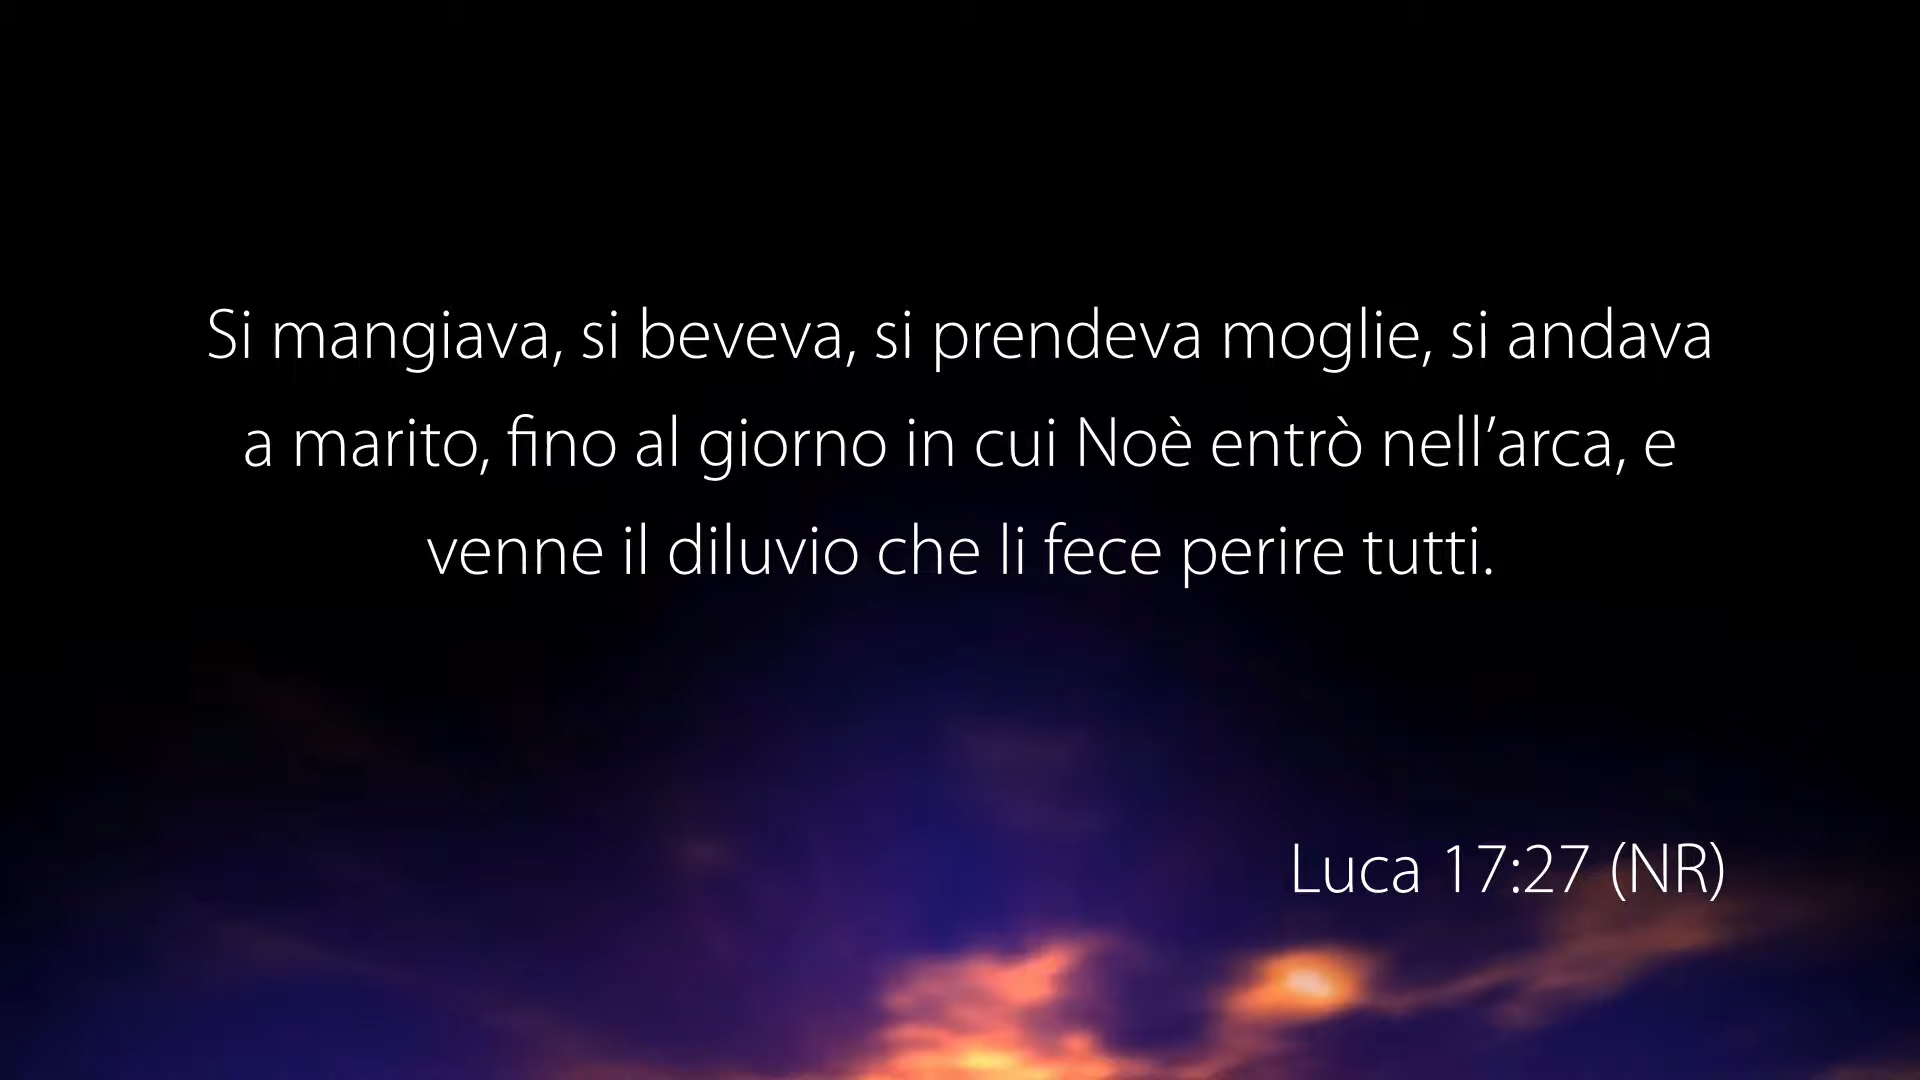 Si mangiava, si beveva, si prendeva moglie, si andava
a marito, fino al giorno in cui Noè entrò nell’arca, e
venne il diluvio che li fece perire tutti.
Luca 17:27 (NR)